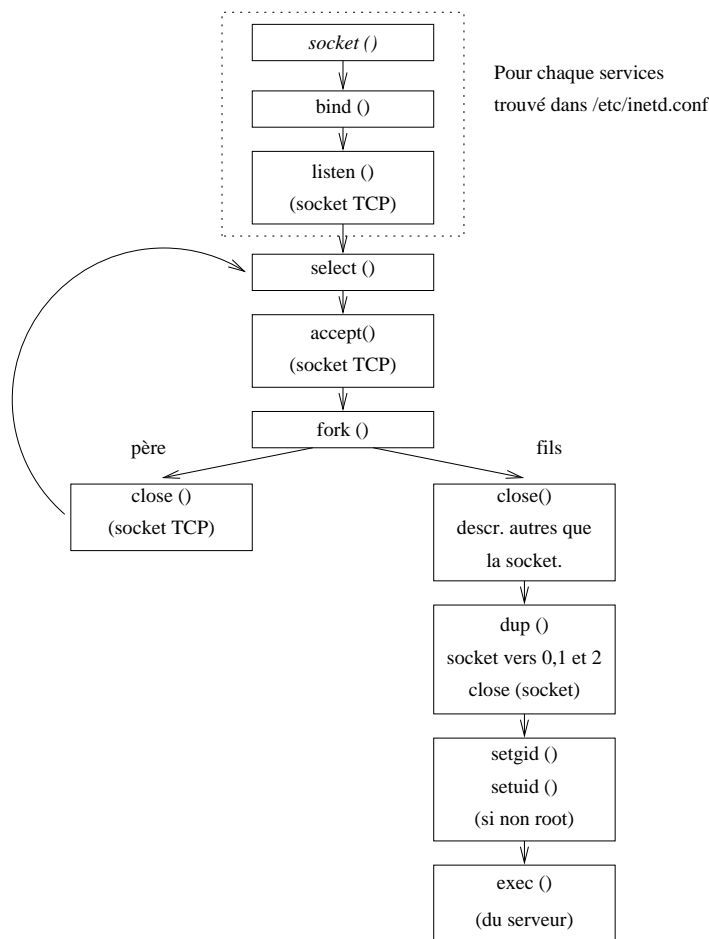 socket ()
Pour chaque services
trouvé dans /etc/inetd.conf
bind ()
listen ()
(socket TCP)
select ()
accept()
(socket TCP)
fork ()
père
fils
close ()
(socket TCP)
close()
descr. autres que
la socket.
dup ()
socket vers 0,1 et 2
close (socket)
setgid ()
setuid ()
(si non root)
exec ()
(du serveur)